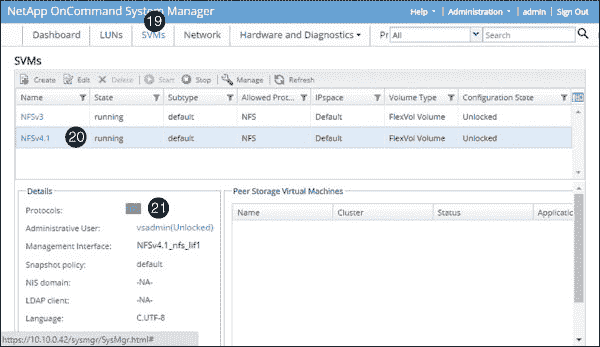 NetApp OnCommand System Manager
Help Administration admin Sign Out
19
Dashboard LUNs SVMs Network Hardware and Diagnostics Pr All Search
SVMs
Create Edit Delete Start Stop Manage Refresh
Name State Subtype Allowed Prot... IPspace Volume Type Configuration State
NFSv3 running default NFS Default FlexVol Volume Unlocked
NFSv4.1 20 running default NFS Default FlexVol Volume Unlocked
Details
Protocols: 21
Administrative User: vsadmin(Unlocked)
Management Interface: NFSv4.1_nfs_lif1
Snapshot policy: default
NIS domain: -NA-
LDAP client: -NA-
Language: C.UTF-8
Peer Storage Virtual Machines
Name Cluster Status Applicatio
https://10.10.0.42/sysmgr/SysMgr.html#